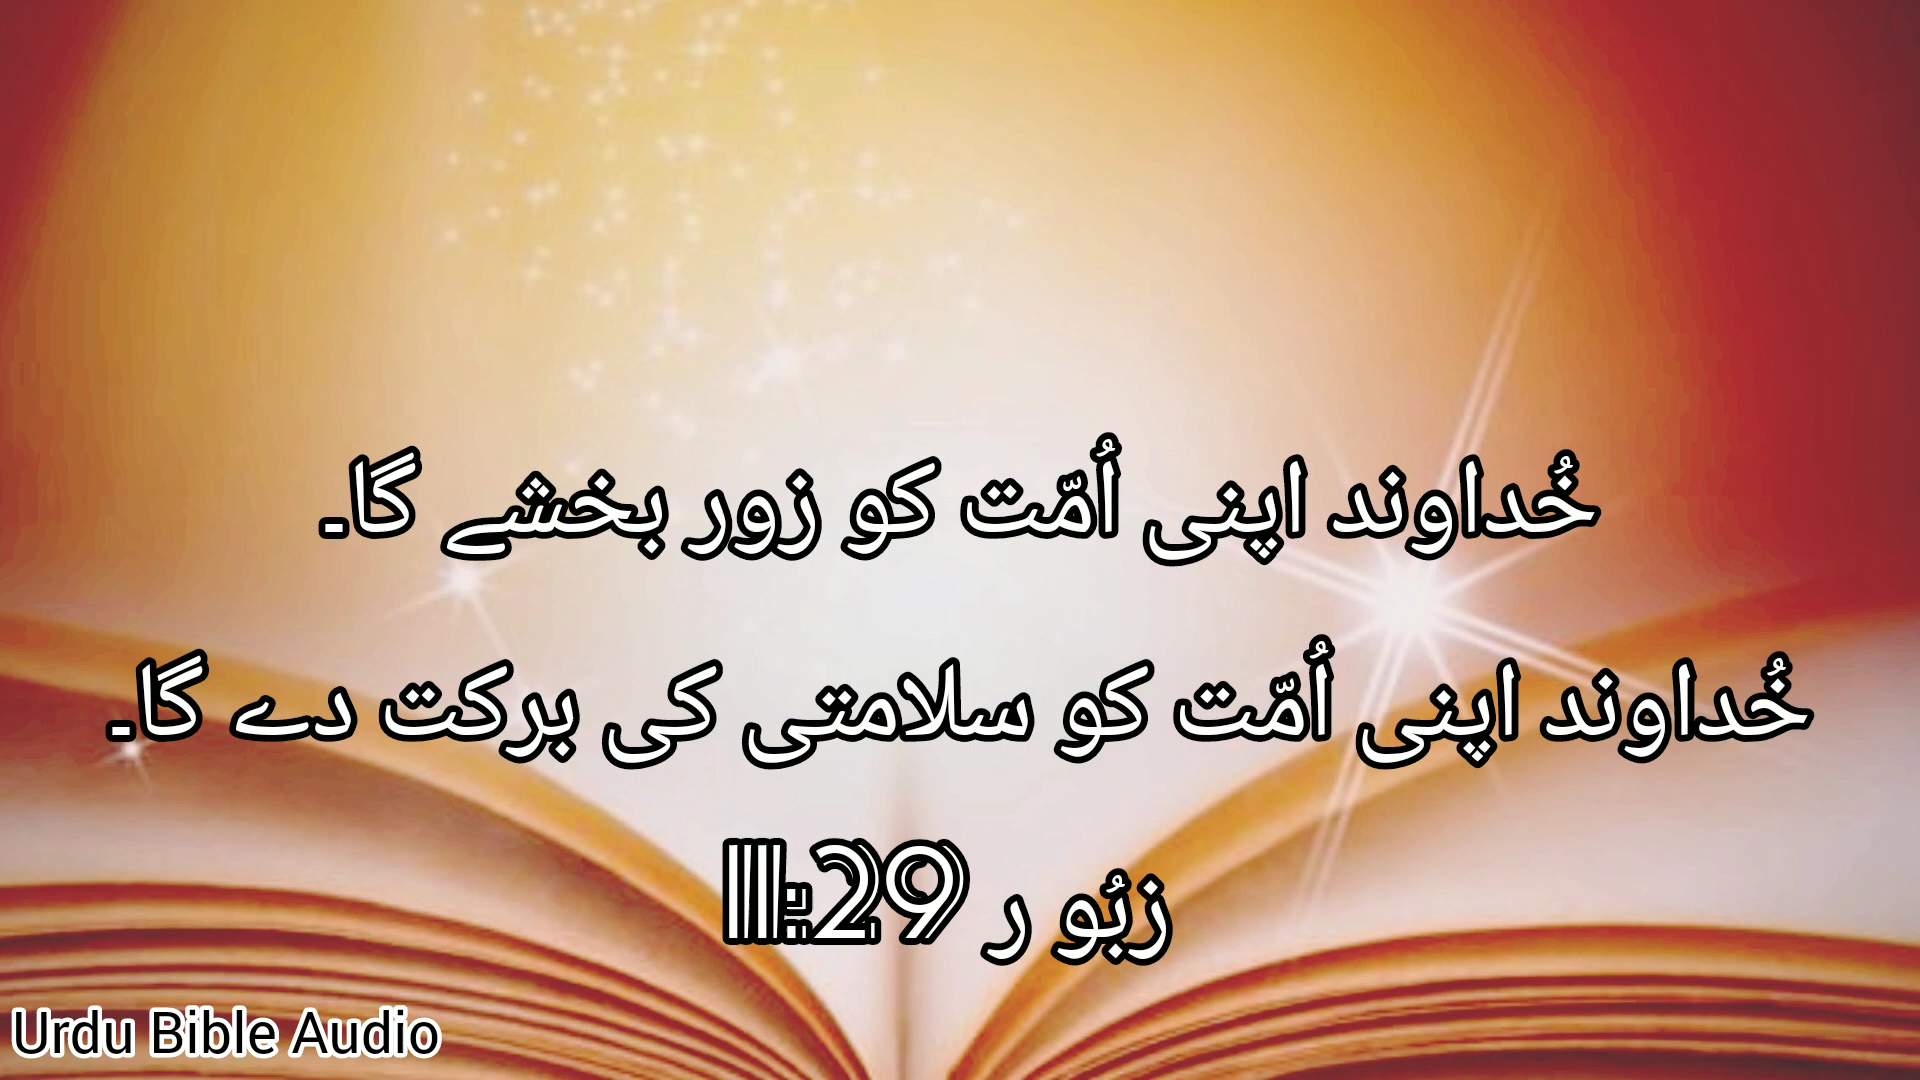 خُداوند اپنی اُمّت کو زور بخشے گا۔
خُداوند اپنی اُمّت کو سلامتی کی برکت دے گا۔
زبُو ر 11:29
Urdu Bible Audio